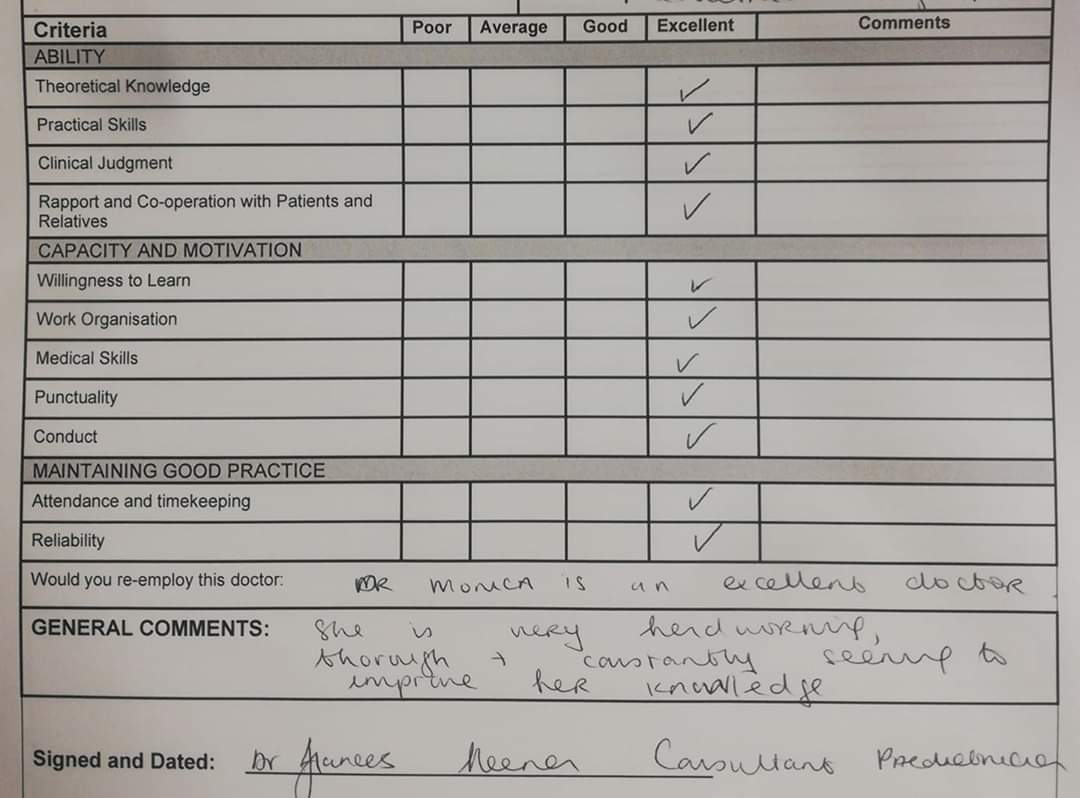 Criteria Poor Average Good Excellent Comments
ABILITY
Theoretical Knowledge ✓
Practical Skills ✓
Clinical Judgment ✓
Rapport and Co-operation with Patients and
Relatives ✓
CAPACITY AND MOTIVATION
Willingness to Learn ✓
Work Organisation ✓
Medical Skills ✓
Punctuality ✓
Conduct ✓
MAINTAINING GOOD PRACTICE
Attendance and timekeeping ✓
Reliability ✓
Would you re-employ this doctor: DR MONICA IS an excellent doctor
GENERAL COMMENTS: She is very hardworking,
thorough + constantly seeking to
improve her knowledge
Signed and Dated: Dr Frances Consultant Paediatrician